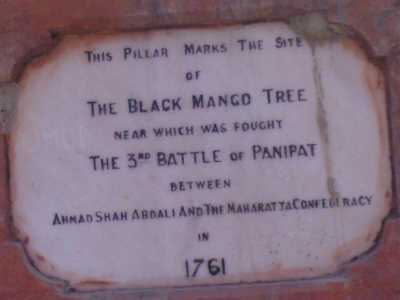 THIS PILLAR MARKS THE SITE
OF
THE BLACK MANGO TREE
NEAR WHICH WAS FOUGHT
THE 3RD BATTLE OF PANIPAT
BETWEEN
AHMAD SHAH ABDALI AND THE MAHARATTA CONFEDERACY
IN
1761